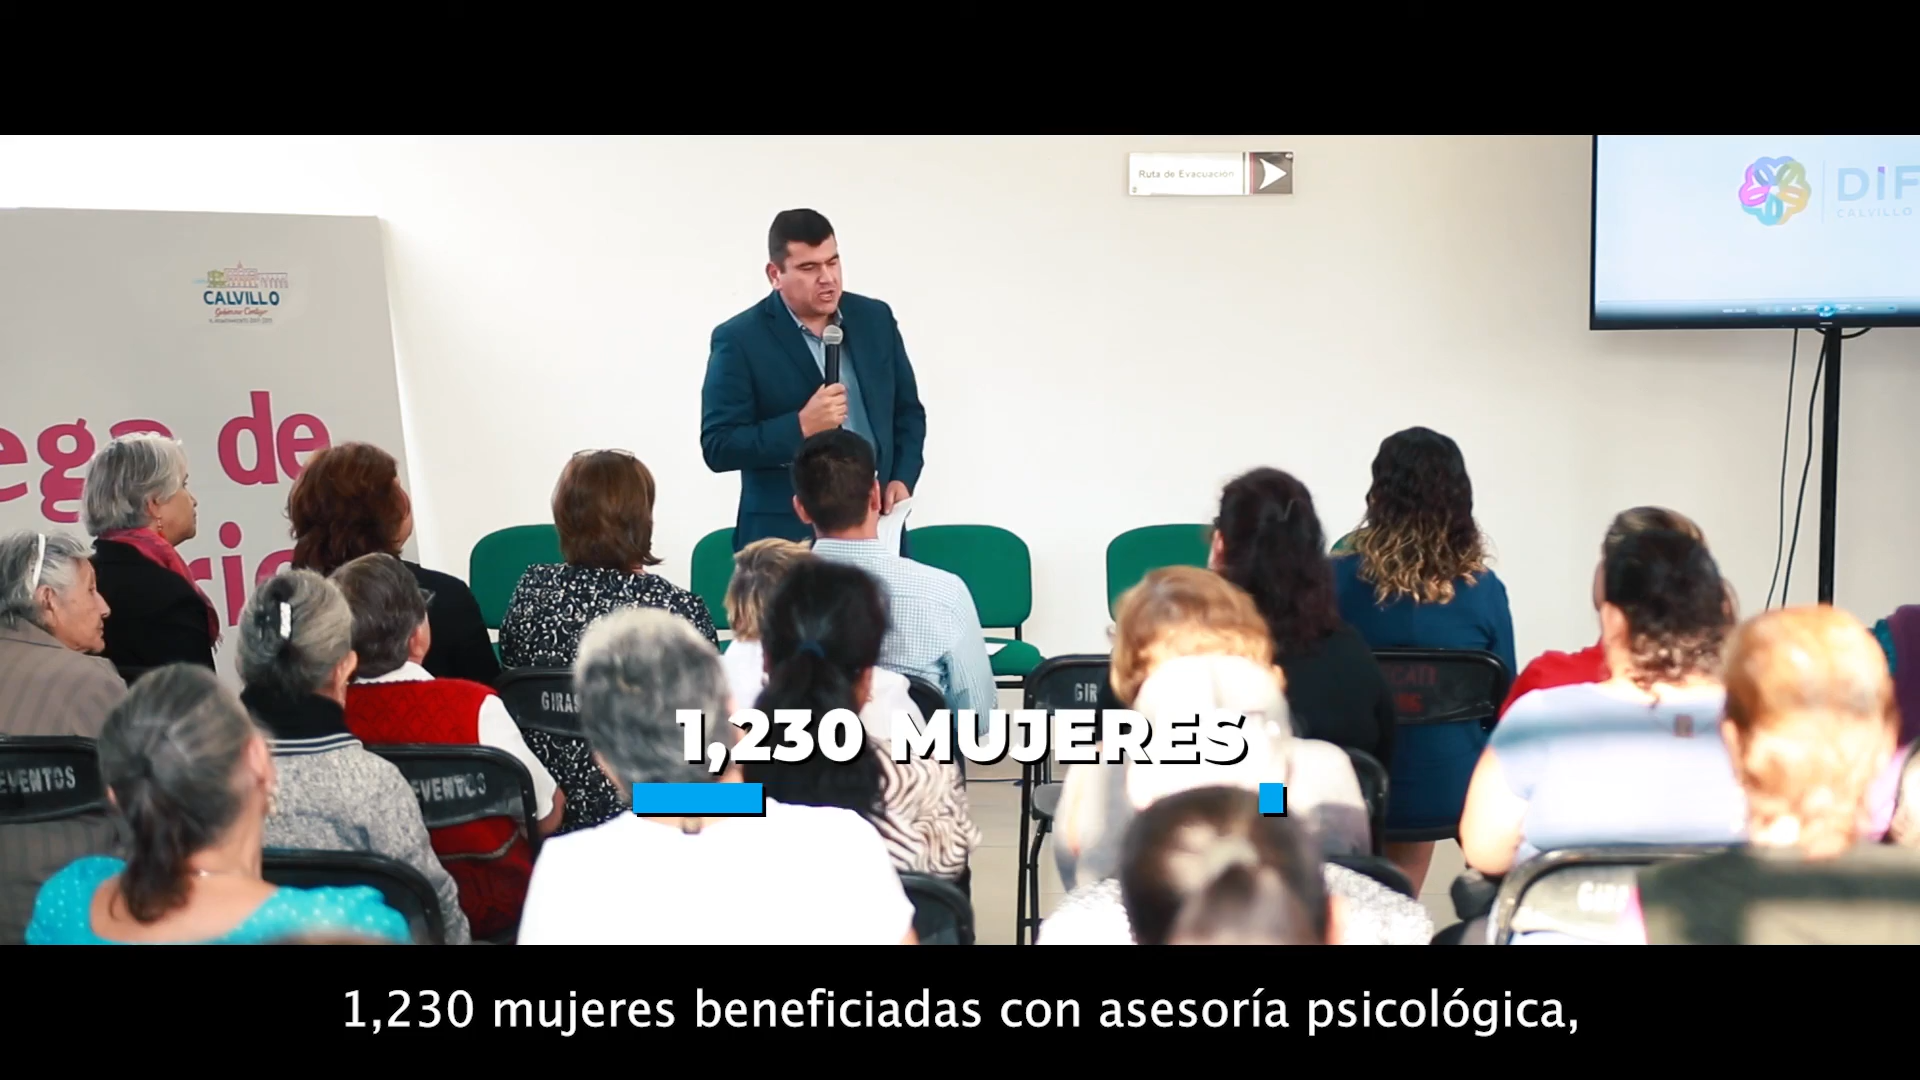 Ruta de Evacuación
DIF
CALVILLO
CALVILLO
de
EVENTOS
EVENTOS
1,230 MUJERES
1,230 mujeres beneficiadas con asesoría psicológica,